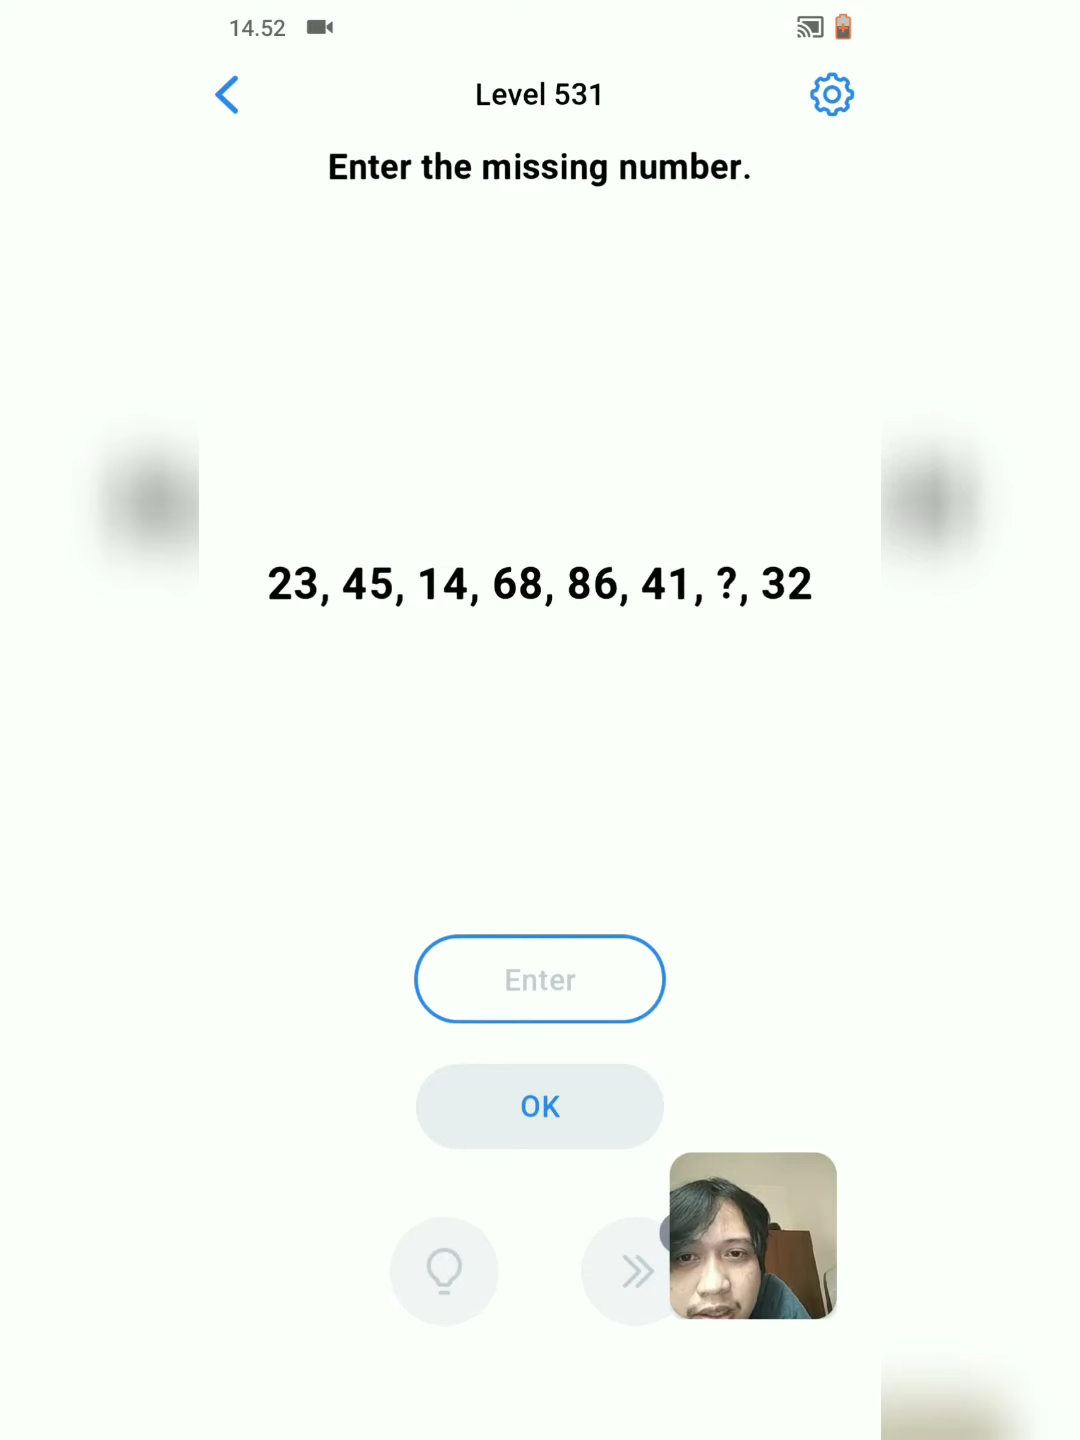 14.52
Level 531
Enter the missing number.
23, 45, 14, 68, 86, 41, ?, 32
Enter
OK